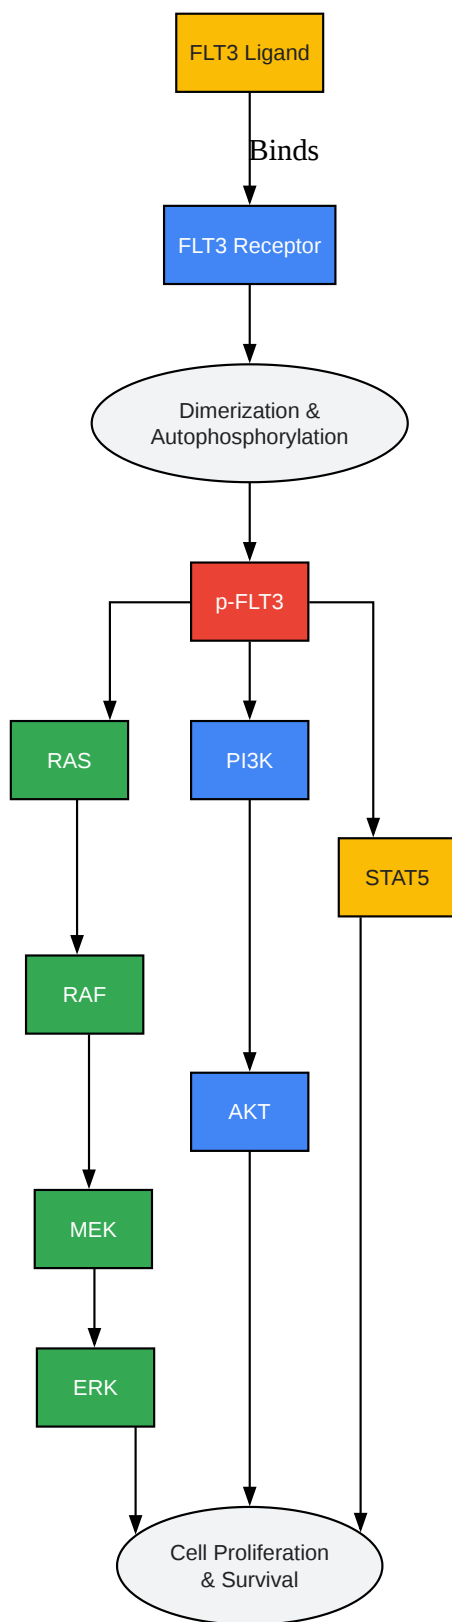 FLT3 Ligand
Binds
FLT3 Receptor
Dimerization &
Autophosphorylation
p-FLT3
RAS
PI3K
STAT5
RAF
AKT
MEK
ERK
Cell Proliferation
& Survival